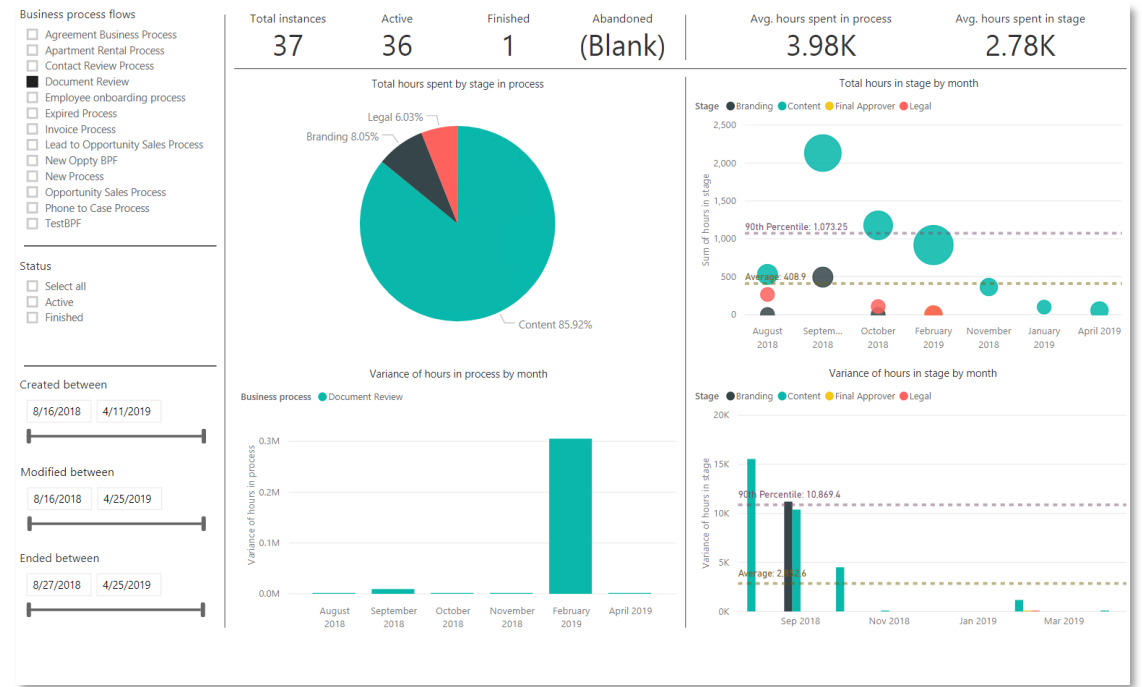 Business process flows
Agreement Business Process
Apartment Rental Process
Contact Review Process
Document Review
Employee onboarding process
Expired Process
Invoice Process
Lead to Opportunity Sales Process
New Oppty BPF
New Process
Opportunity Sales Process
Phone to Case Process
TestBPF
Status
Select all
Active
Finished
Created between
8/16/2018 4/11/2019
Modified between
8/16/2018 4/25/2019
Ended between
8/27/2018 4/25/2019
Total instances Active Finished Abandoned
37 36 1 (Blank)
Avg. hours spent in process Avg. hours spent in stage
3.98K 2.78K
Total hours spent by stage in process
Legal 6.03%
Branding 8.05%
Content 85.92%
Total hours in stage by month
Stage Branding Content Final Approver Legal
Sum of hours in stage
2,500
2,000
1,500
90th Percentile: 1,073.25
1,000
500
Average: 408.9
0
August Septem... October February November January April 2019
2018 2018 2018 2019 2018 2019
Variance of hours in process by month
Business process Document Review
Variance of hours in process
0.3M
0.2M
0.1M
0.0M
August September October November February April 2019
2018 2018 2018 2018 2019
Variance of hours in stage by month
Stage Branding Content Final Approver Legal
Variance of hours in stage
20K
15K
90th Percentile: 10,869.4
10K
5K
Average:
0K
Sep 2018 Nov 2018 Jan 2019 Mar 2019